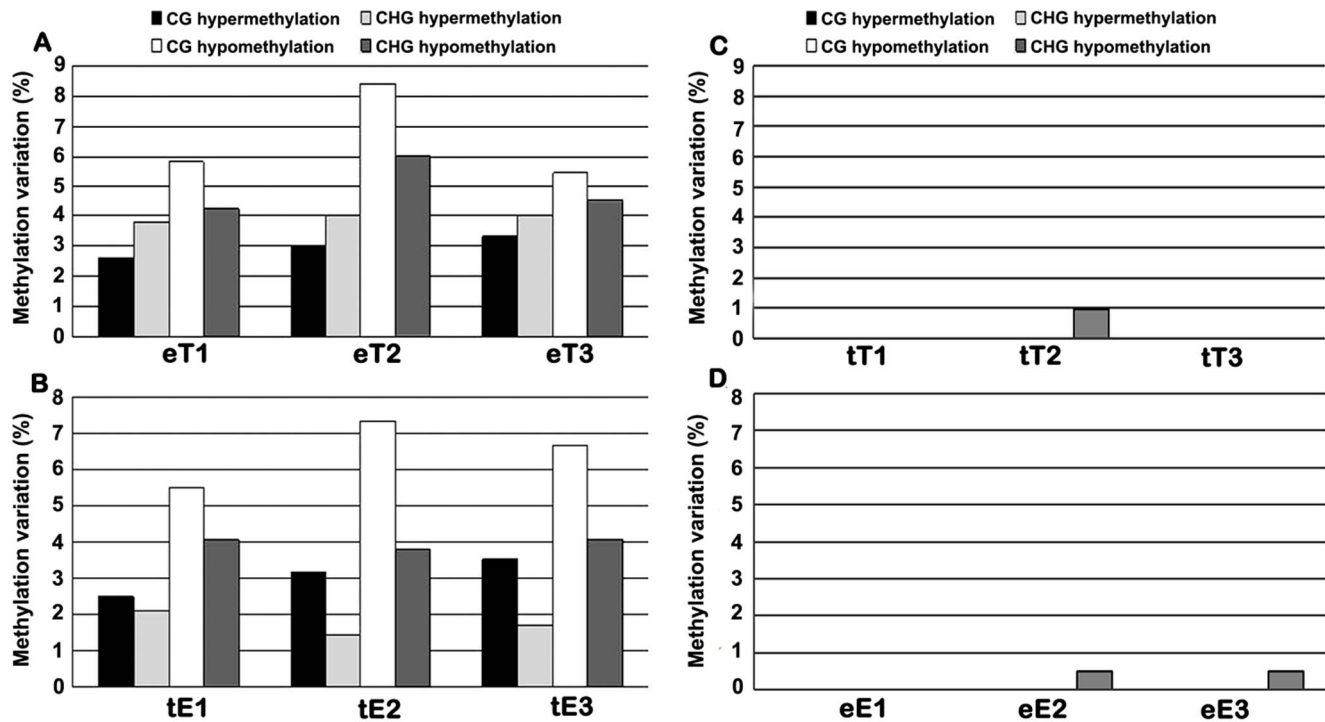 CG hypermethylation CHG hypermethylation
CG hypomethylation CHG hypomethylation
A
Methylation variation (%)
9
8
7
6
5
4
3
2
1
0
eT1 eT2 eT3
B
Methylation variation (%)
8
7
6
5
4
3
2
1
0
tE1 tE2 tE3
CG hypermethylation CHG hypermethylation
CG hypomethylation CHG hypomethylation
C
Methylation variation (%)
9
8
7
6
5
4
3
2
1
0
tT1 tT2 tT3
D
Methylation variation (%)
8
7
6
5
4
3
2
1
0
eE1 eE2 eE3